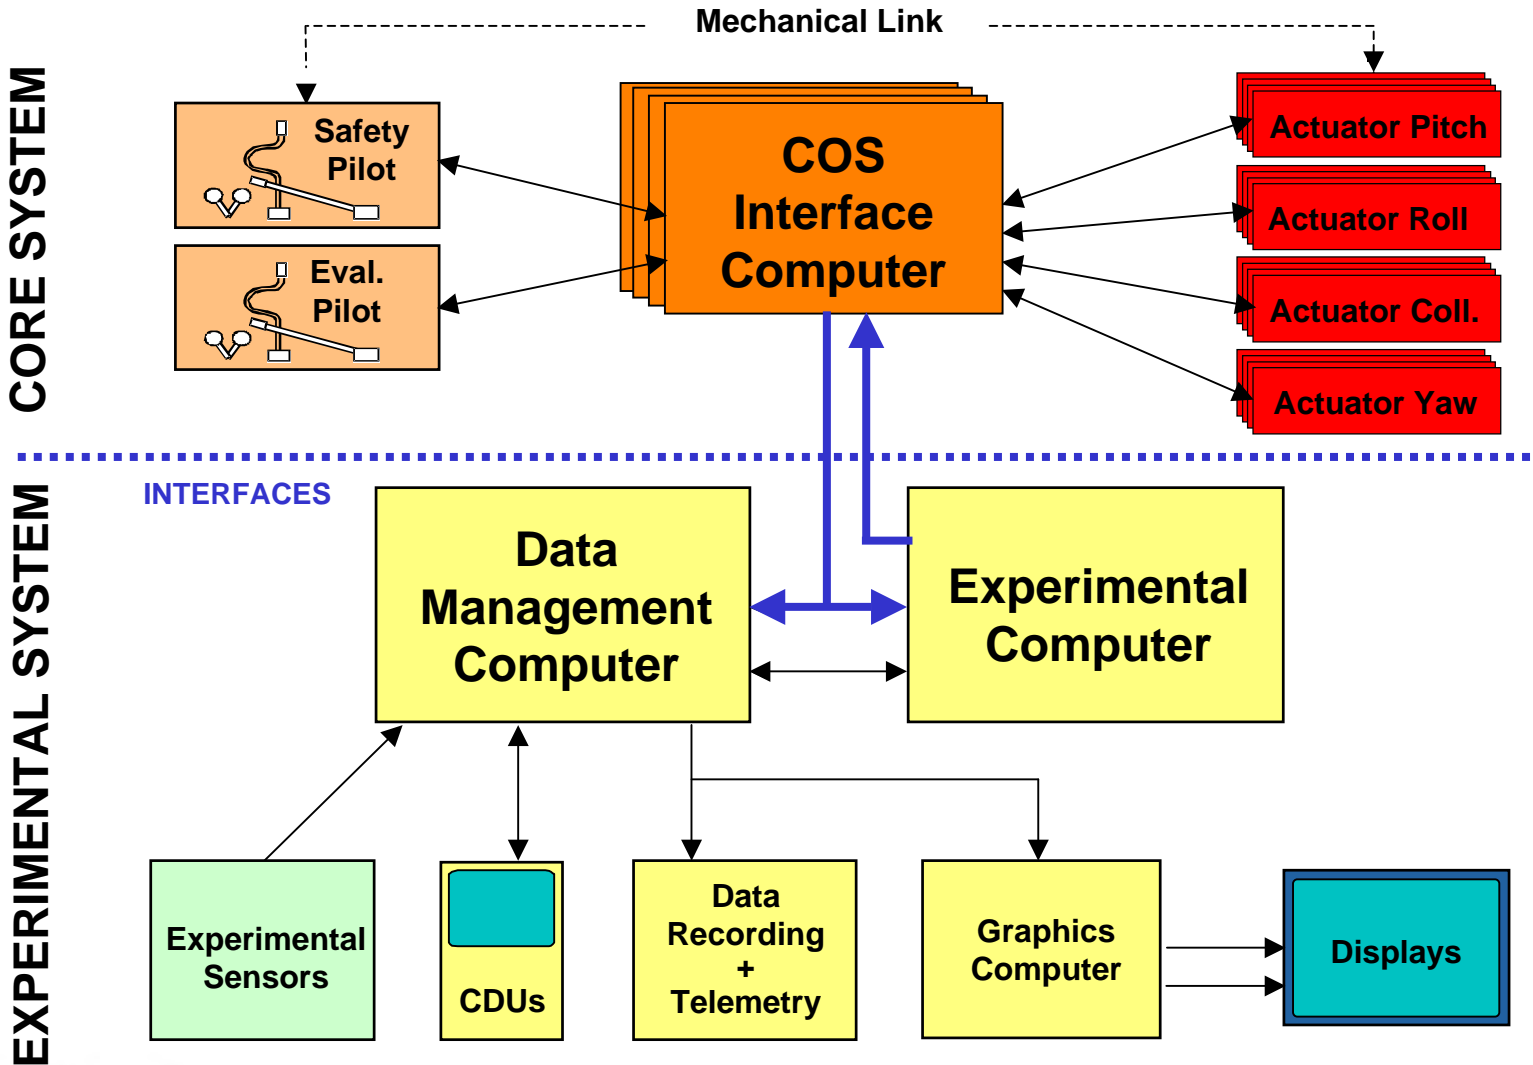 Mechanical Link
CORE SYSTEM
Safety
Pilot
COS
Interface
Computer
Actuator Pitch
Actuator Roll
Eval.
Pilot
Actuator Coll.
Actuator Yaw
EXPERIMENTAL SYSTEM
INTERFACES
Data
Management
Computer
Experimental
Computer
Experimental
Sensors
CDUs
Data
Recording
+
Telemetry
Graphics
Computer
Displays